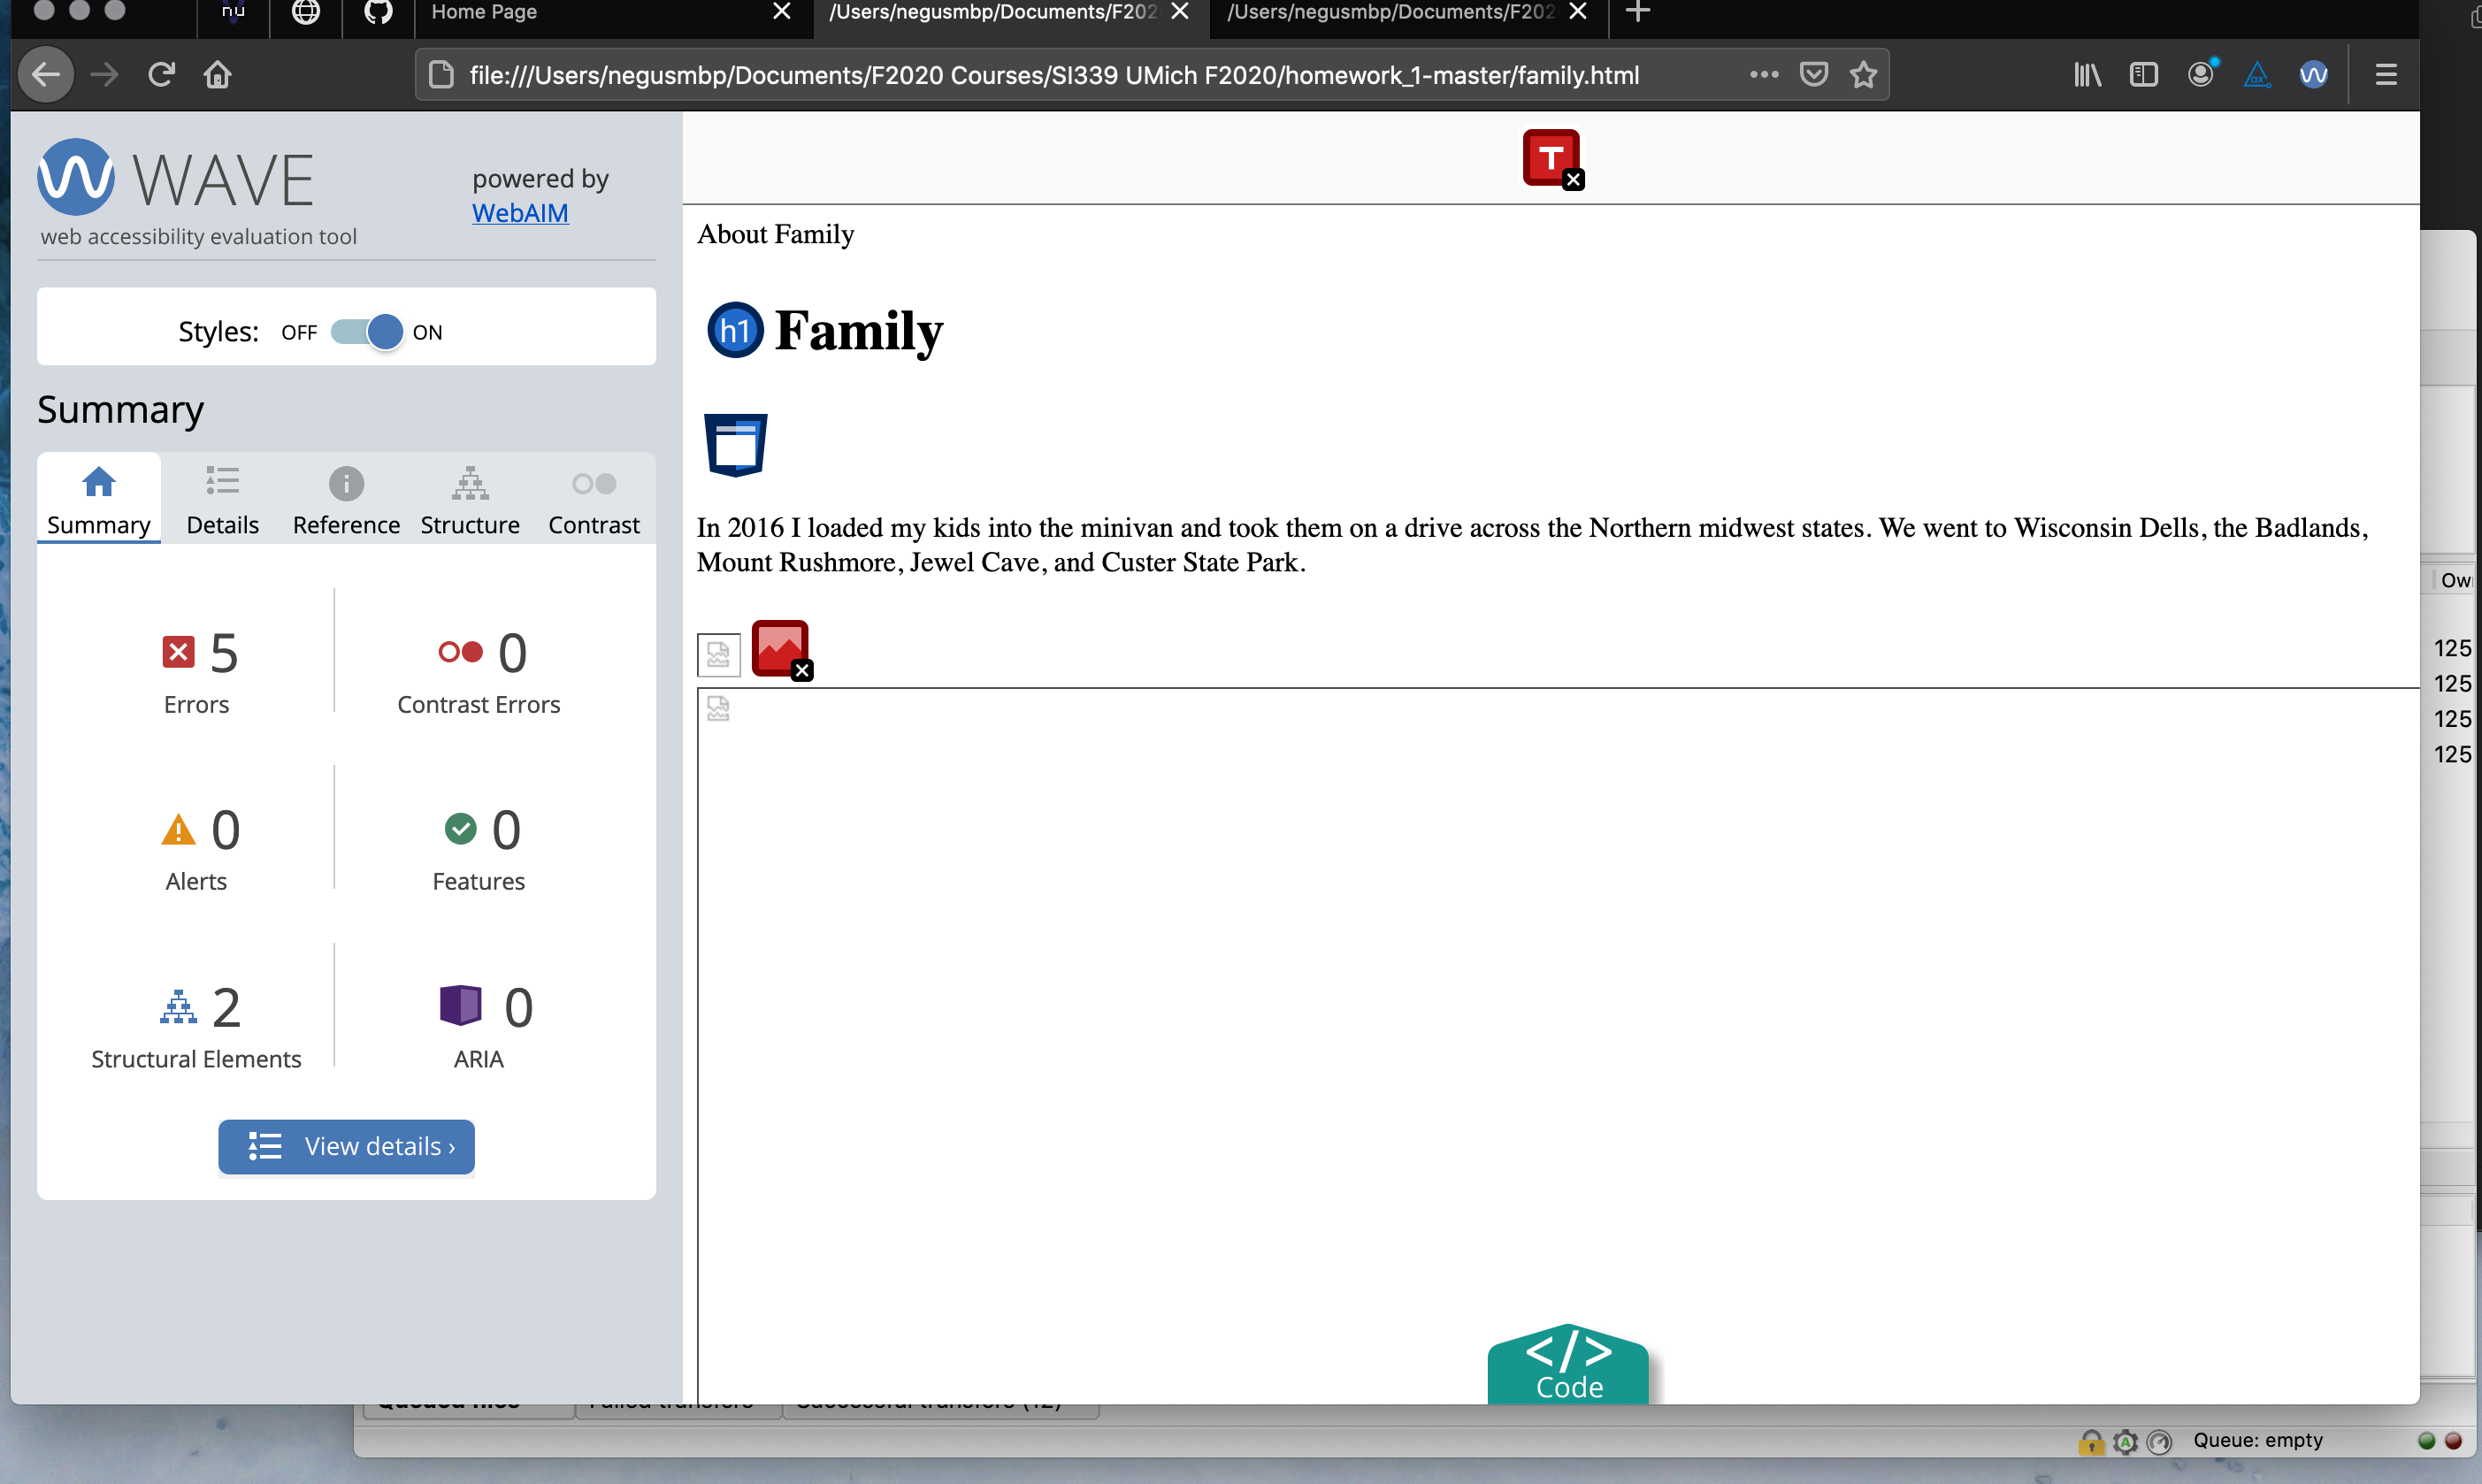 nu
Home Page
/Users/negusmbp/Documents/F202
/Users/negusmbp/Documents/F202
file:///Users/negusmbp/Documents/F2020 Courses/SI339 UMich F2020/homework_1-master/family.html
WAVE
web accessibility evaluation tool
powered by
WebAIM
Styles: OFF ON
Summary
Summary Details Reference Structure Contrast
5
Errors
0
Contrast Errors
0
Alerts
0
Features
2
Structural Elements
0
ARIA
View details ›
T
About Family
h1 Family
In 2016 I loaded my kids into the minivan and took them on a drive across the Northern midwest states. We went to Wisconsin Dells, the Badlands,
Mount Rushmore, Jewel Cave, and Custer State Park.
</>
Code
125
125
125
125
Queue: empty